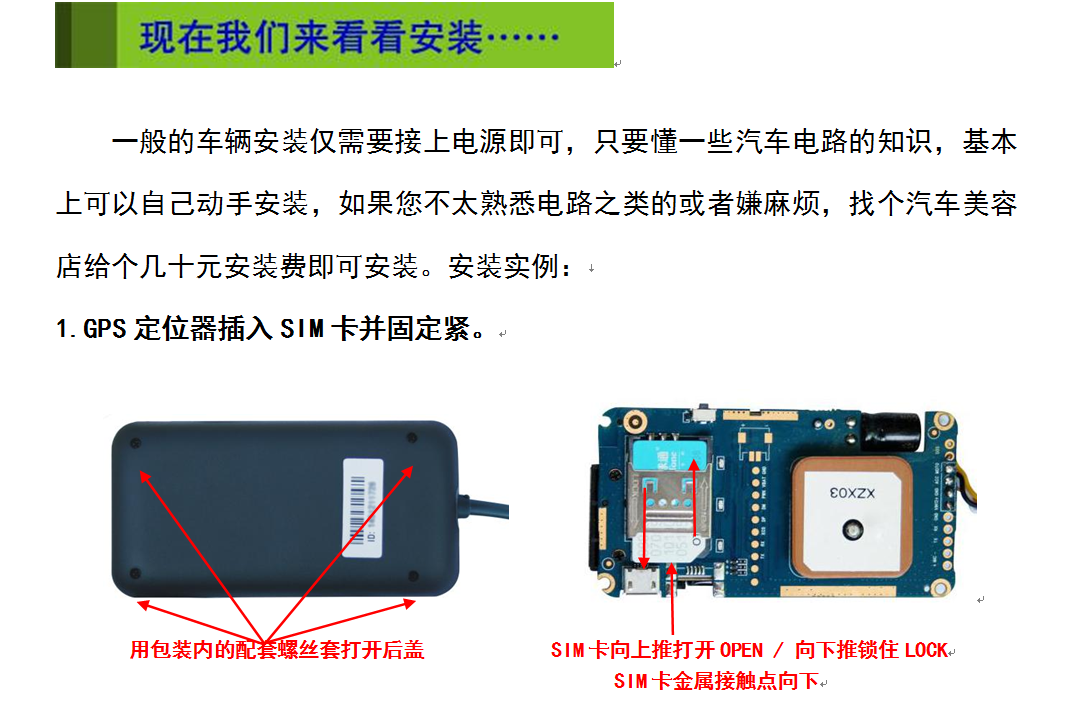 现在我们来看看安装······
一般的车辆安装仅需要接上电源即可，只要懂一些汽车电路的知识，基本
上可以自己动手安装，如果您不太熟悉电路之类的或者嫌麻烦，找个汽车美容
店给个几十元安装费即可安装。安装实例：
1.GPS 定位器插入 SIM 卡并固定紧。
LOCK
XZX03
用包装内的配套螺丝套打开后盖
SIM 卡向上推打开 OPEN / 向下推锁住 LOCK
SIM 卡金属接触点向下